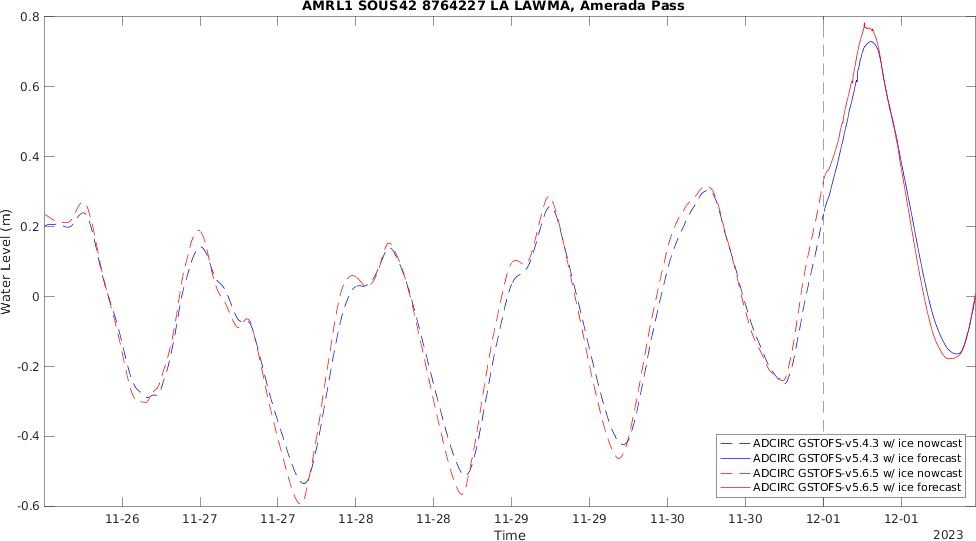 AMRL1 SOUS42 8764227 LA LAWMA, Amerada Pass
0.8
0.6
0.4
0.2
0
-0.2
-0.4
-0.6
Water Level (m)
ADCIRC GSTOFS-v5.4.3 w/ ice nowcast
ADCIRC GSTOFS-v5.4.3 w/ ice forecast
ADCIRC GSTOFS-v5.6.5 w/ ice nowcast
ADCIRC GSTOFS-v5.6.5 w/ ice forecast
11-26 11-27 11-27 11-28 11-28 11-29 11-29 11-30 11-30 12-01 12-01
Time
2023